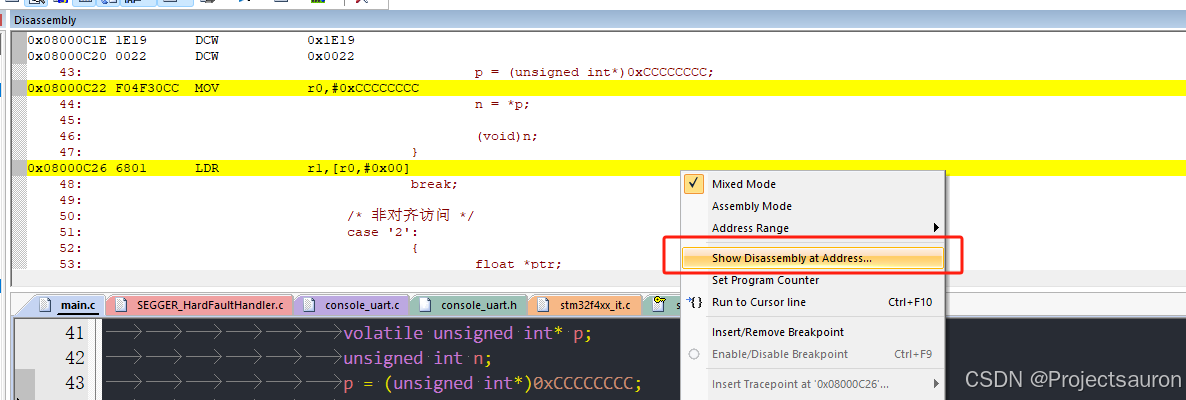 Disassembly
0x08000C1E 1E19 DCW 0x1E19
0x08000C20 0022 DCW 0x0022
43: p = (unsigned int*)0xCCCCCCCC;
0x08000C22 F04F30CC MOV r0,#0xCCCCCCCC
44: n = *p;
45:
46: (void)n;
47: }
0x08000C26 6801 LDR r1,[r0,#0x00]
48: break;
49:
50: /* 非对齐访问 */
51: case '2':
52: {
53: float *ptr;
Mixed Mode
Assembly Mode
Address Range
Show Disassembly at Address...
Set Program Counter
Run to Cursor line Ctrl+F10
Insert/Remove Breakpoint
Enable/Disable Breakpoint Ctrl+F9
Insert Tracepoint at '0x08000C26'...
main.c SEGGER_HardFaultHandler.c console_uart.c console_uart.h stm32f4xx_it.c s
41 volatile unsigned int* p;
42 unsigned int n;
43 p = (unsigned int*)0xCCCCCCCC;
CSDN @Projectsauron